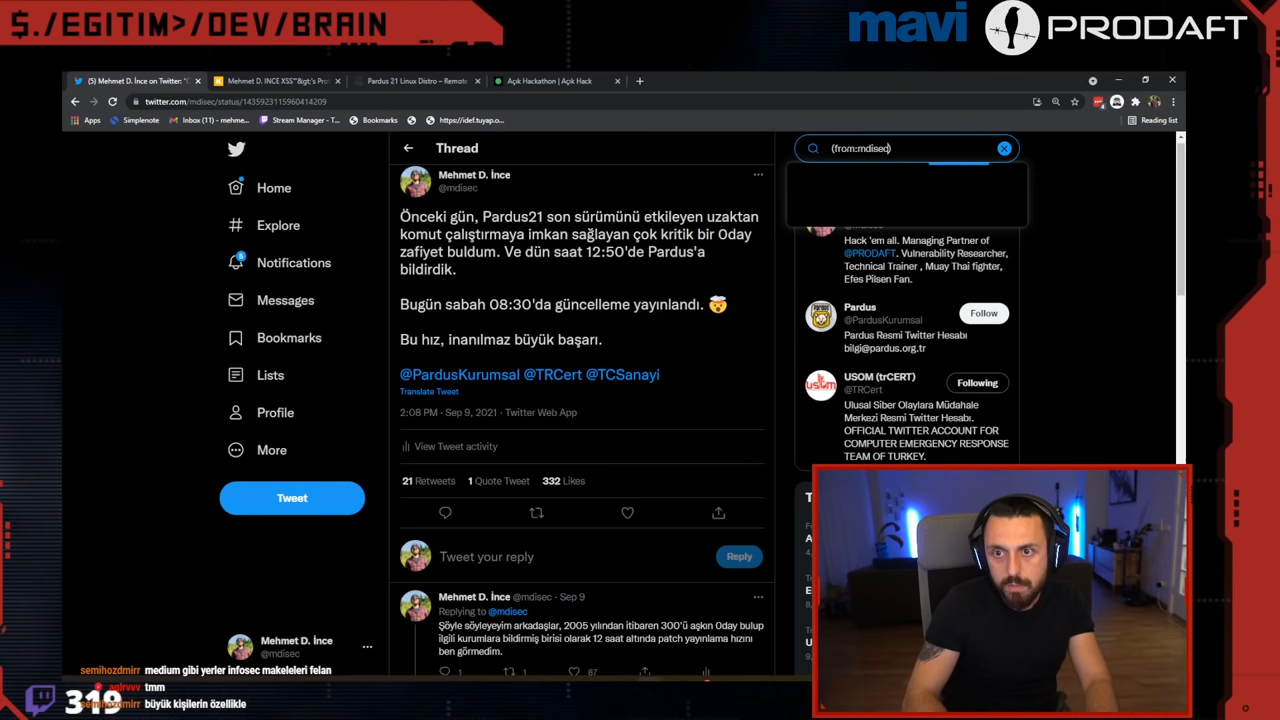 $./EGITIM>/DEV/BRAIN
mavi
PRODAFT
(5) Mehmet D. İnce on Twitter: "Ö
Mehmet D. INCE XSS"'&gt;'s Pro
Pardus 21 Linux Distro – Remote
Açık Hackathon | Açık Hack
twitter.com/mdisec/status/1435923115960414209
Apps
Simplenote
Inbox (11) - mehme...
Stream Manager - T...
Bookmarks
https://idef.tuyap.o...
Reading list
Home
Explore
5
Notifications
Messages
Bookmarks
Lists
Profile
More
Tweet
Mehmet D. İnce
@mdisec
Thread
Mehmet D. İnce
@mdisec
Önceki gün, Pardus21 son sürümünü etkileyen uzaktan
komut çalıştırmaya imkan sağlayan çok kritik bir 0day
zafiyet buldum. Ve dün saat 12:50'de Pardus'a
bildirdik.
Bugün sabah 08:30'da güncelleme yayınlandı. 🤯
Bu hız, inanılmaz büyük başarı.
@PardusKurumsal @TRCert @TCSanayi
Translate Tweet
2:08 PM · Sep 9, 2021 · Twitter Web App
View Tweet activity
21 Retweets 1 Quote Tweet 332 Likes
Tweet your reply
Reply
Mehmet D. İnce @mdisec · Sep 9
Replying to @mdisec
Şöyle söyleyeyim arkadaşlar, 2005 yılından itibaren 300'ü aşkın 0day bulup
ilgili kurumlara bildirmiş birisi olarak 12 saat altında patch yayınlama hızını
ben görmedim.
1 1 87
(from:mdisec)
Hack 'em all. Managing Partner of
@PRODAFT. Vulnerability Researcher,
Technical Trainer , Muay Thai fighter,
Efes Pilsen Fan.
Pardus
@PardusKurumsal
Follow
Pardus Resmi Twitter Hesabı
bilgi@pardus.org.tr
USOM (trCERT)
@TRCert
Following
Ulusal Siber Olaylara Müdahale
Merkezi Resmi Twitter Hesabı.
OFFICIAL TWITTER ACCOUNT FOR
COMPUTER EMERGENCY RESPONSE
TEAM OF TURKEY.
semihozdmirr medium gibi yerler infosec makeleleri felan
tmm
semihozdmirr büyük kişilerin özellikle
319